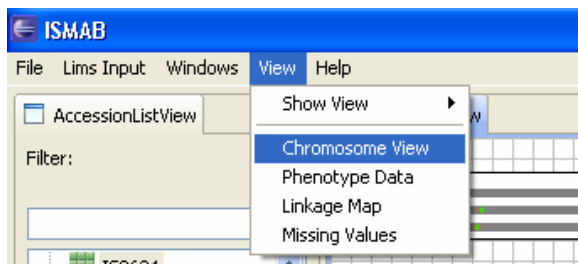 ISMAB
File Lims Input Windows View Help
AccessionListView
Show View
Filter:
Chromosome View
Phenotype Data
Linkage Map
Missing Values